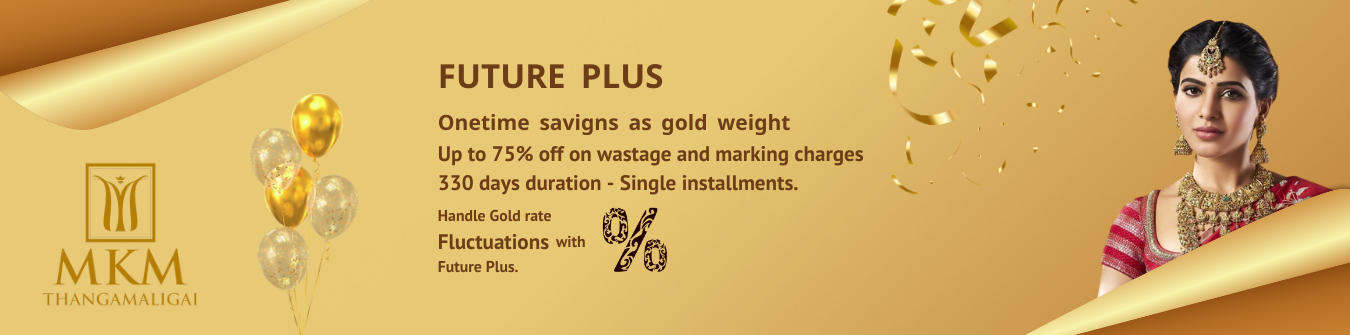 FUTURE PLUS
Onetime savigns as gold weight
Up to 75% off on wastage and marking charges
330 days duration - Single installments.
Handle Gold rate
Fluctuations with
Future Plus.
%
MKM
THANGAMALIGAI